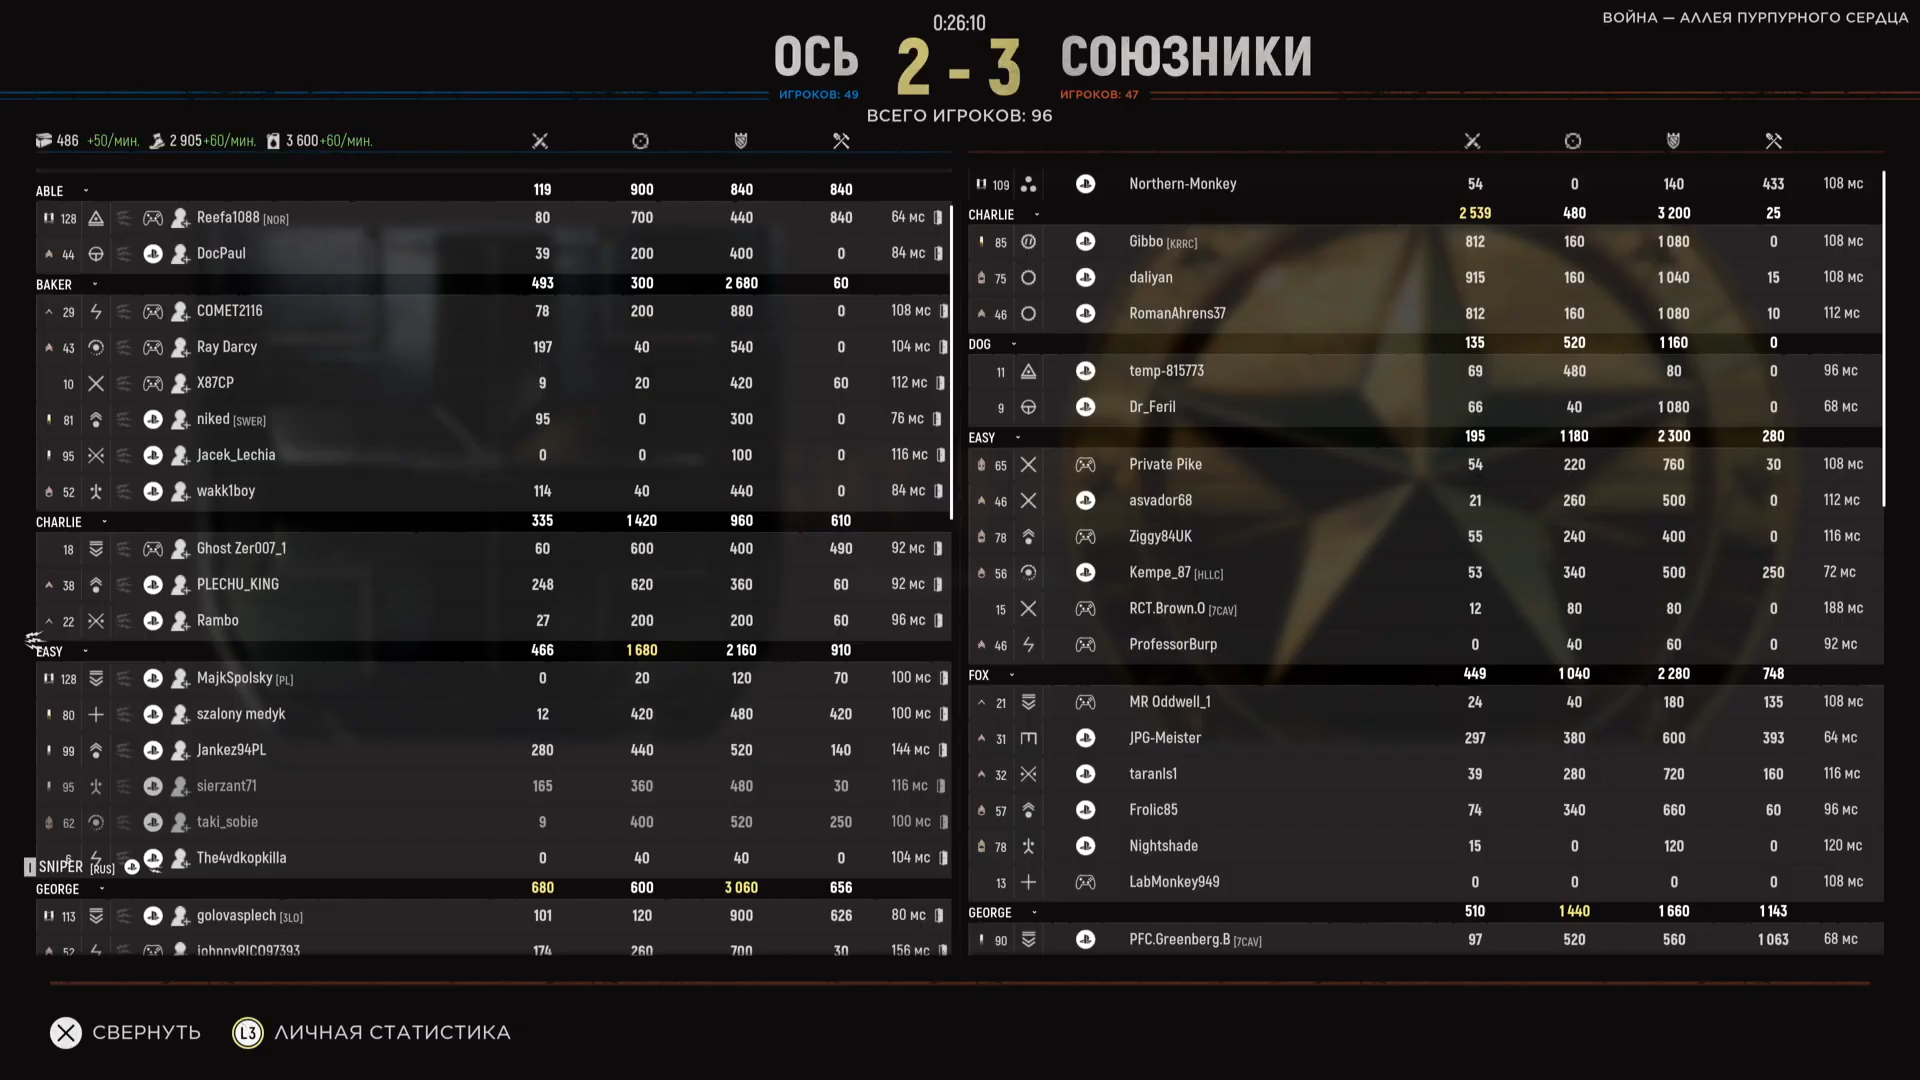 ВОЙНА — АЛЛЕЯ ПУРПУРНОГО СЕРДЦА
0:26:10
ОСЬ 2 - 3 СОЮЗНИКИ
ИГРОКОВ: 49 ИГРОКОВ: 47
ВСЕГО ИГРОКОВ: 96
486 +50/мин. 2 905 +60/мин. 3 600 +60/мин.
ABLE 119 900 840 840
128 Reefa1088 [NOR] 80 700 440 840 64 мс
44 DocPaul 39 200 400 0 84 мс
BAKER 493 300 2 680 60
29 COMET2116 78 200 880 0 108 мс
43 Ray Darcy 197 40 540 0 104 мс
10 X87CP 9 20 420 60 112 мс
81 niked [SWER] 95 0 300 0 76 мс
95 Jacek_Lechia 0 0 100 0 116 мс
52 wakk1boy 114 40 440 0 84 мс
CHARLIE 335 1 420 960 610
18 Ghost Zer007_1 60 600 400 490 92 мс
38 PLECHU_KING 248 620 360 60 92 мс
22 Rambo 27 200 200 60 96 мс
EASY 466 1 680 2 160 910
128 MajkSpolsky [PL] 0 20 120 70 100 мс
80 szalony medyk 12 420 480 420 100 мс
99 Jankez94PL 280 440 520 140 144 мс
95 sierzant71 165 360 480 30 116 мс
62 taki_sobie 9 400 520 250 100 мс
The4vdkopkilla 0 40 40 0 104 мс
SNIPER [RUS]
GEORGE 680 600 3 060 656
113 golovasplech [3LO] 101 120 900 626 80 мс
52 johnnyRICO97393 174 260 700 30 156 мс
109 Northern-Monkey 54 0 140 433 108 мс
CHARLIE 2 539 480 3 200 25
85 Gibbo [KRRC] 812 160 1 080 0 108 мс
75 daliyan 915 160 1 040 15 108 мс
46 RomanAhrens37 812 160 1 080 10 112 мс
DOG 135 520 1 160 0
11 temp-815773 69 480 80 0 96 мс
9 Dr_Feril 66 40 1 080 0 68 мс
EASY 195 1 180 2 300 280
65 Private Pike 54 220 760 30 108 мс
46 asvador68 21 260 500 0 112 мс
78 Ziggy84UK 55 240 400 0 116 мс
56 Kempe_87 [HLLC] 53 340 500 250 72 мс
15 RCT.Brown.O [7CAV] 12 80 80 0 188 мс
46 ProfessorBurp 0 40 60 0 92 мс
FOX 449 1 040 2 280 748
21 MR Oddwell_1 24 40 180 135 108 мс
31 JPG-Meister 297 380 600 393 64 мс
32 taranls1 39 280 720 160 116 мс
57 Frolic85 74 340 660 60 96 мс
78 Nightshade 15 0 120 0 120 мс
13 LabMonkey949 0 0 0 0 108 мс
GEORGE 510 1 440 1 660 1 143
90 PFC.Greenberg.B [7CAV] 97 520 560 1 063 68 мс
СВЕРНУТЬ L3 ЛИЧНАЯ СТАТИСТИКА